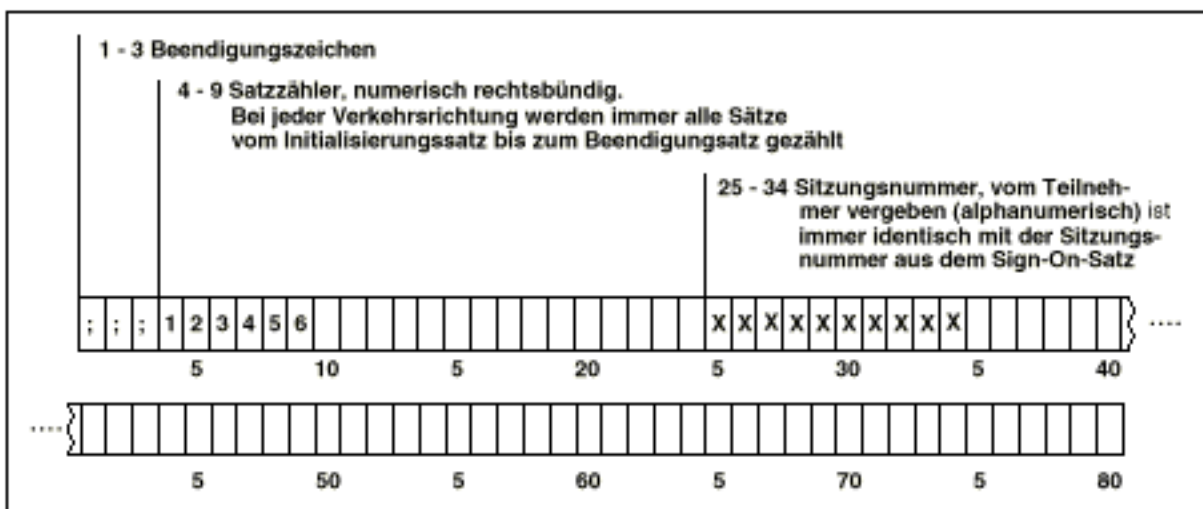 1 - 3 Beendigungszeichen
4 - 9 Satzzähler, numerisch rechtsbündig.
Bei jeder Verkehrsrichtung werden immer alle Sätze
vom Initialisierungssatz bis zum Beendigungsatz gezählt
25 - 34 Sitzungsnummer, vom Teilneh-
mer vergeben (alphanumerisch) ist
immer identisch mit der Sitzungs-
nummer aus dem Sign-On-Satz
; ; ; 1 2 3 4 5 6 X X X X X X X X X X ....
5 10 5 20 5 30 5 40
....
5 50 5 60 5 70 5 80